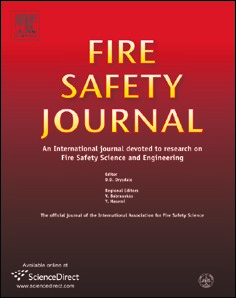 FIRE
SAFETY
JOURNAL
An International journal devoted to research on
Fire Safety Science and Engineering
Editor
D.D. Drysdale
Regional Editors
V. Babrauskas
Y. Hasemi
The official journal of the International Association for Fire Safety Science
Available online at
ScienceDirect
www.sciencedirect.com